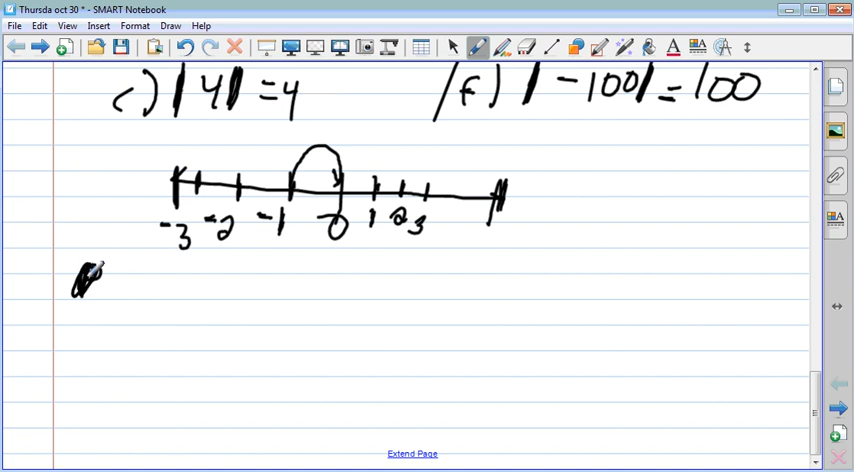 Thursda oct 30 * - SMART Notebook
File Edit View Insert Format Draw Help
c) |4| = 4
f) |-100| = 100
-3 -2 -1 0 1 2 3
Extend Page